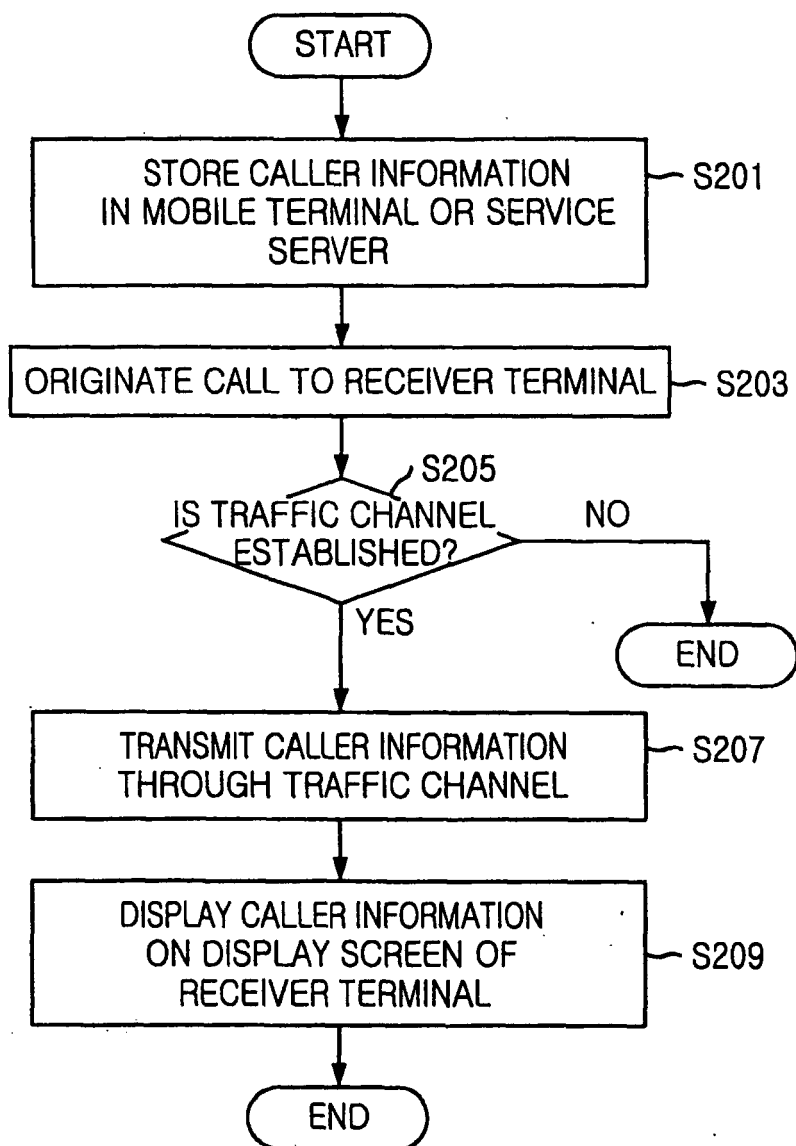 START
STORE CALLER INFORMATION
IN MOBILE TERMINAL OR SERVICE
SERVER
S201
ORIGINATE CALL TO RECEIVER TERMINAL
S203
S205
IS TRAFFIC CHANNEL
ESTABLISHED?
NO
YES
END
TRANSMIT CALLER INFORMATION
THROUGH TRAFFIC CHANNEL
S207
DISPLAY CALLER INFORMATION
ON DISPLAY SCREEN OF
RECEIVER TERMINAL
S209
END